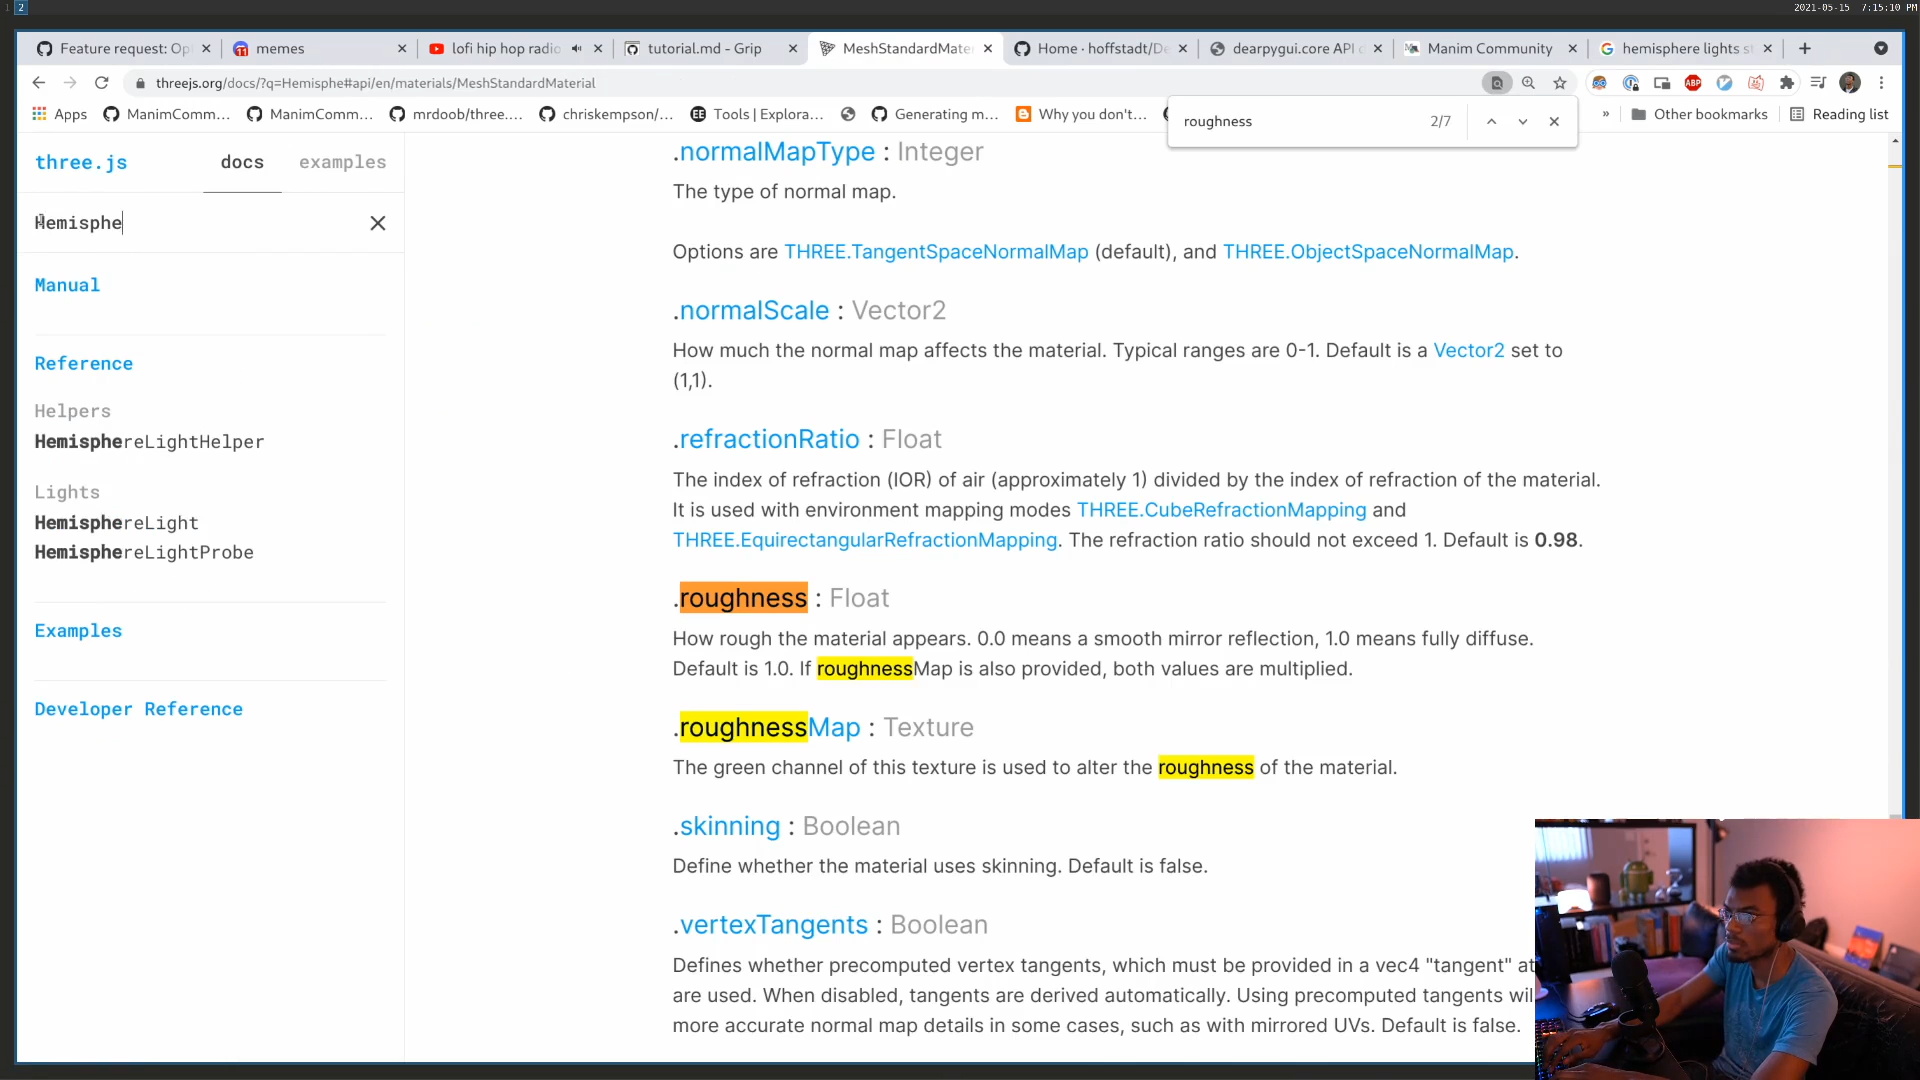 1 2
2021-05-15 7:15:10 PM
Feature request: Op
memes
lofi hip hop radio
tutorial.md - Grip
MeshStandardMate
Home · hoffstadt/De
dearpygui.core API d
Manim Community
hemisphere lights s
threejs.org/docs/?q=Hemisphe#api/en/materials/MeshStandardMaterial
Apps
ManimComm...
ManimComm...
mrdoob/three....
chriskempson/...
Tools | Explora...
Generating m...
Why you don't...
» Other bookmarks
Reading list
roughness 2/7
three.js
docs
examples
Hemisphe
Manual
Reference
Helpers
HemisphereLightHelper
Lights
HemisphereLight
HemisphereLightProbe
Examples
Developer Reference
.normalMapType : Integer
The type of normal map.
Options are THREE.TangentSpaceNormalMap (default), and THREE.ObjectSpaceNormalMap.
.normalScale : Vector2
How much the normal map affects the material. Typical ranges are 0-1. Default is a Vector2 set to
(1,1).
.refractionRatio : Float
The index of refraction (IOR) of air (approximately 1) divided by the index of refraction of the material.
It is used with environment mapping modes THREE.CubeRefractionMapping and
THREE.EquirectangularRefractionMapping. The refraction ratio should not exceed 1. Default is 0.98.
.roughness : Float
How rough the material appears. 0.0 means a smooth mirror reflection, 1.0 means fully diffuse.
Default is 1.0. If roughnessMap is also provided, both values are multiplied.
.roughnessMap : Texture
The green channel of this texture is used to alter the roughness of the material.
.skinning : Boolean
Define whether the material uses skinning. Default is false.
.vertexTangents : Boolean
Defines whether precomputed vertex tangents, which must be provided in a vec4 "tangent" at
are used. When disabled, tangents are derived automatically. Using precomputed tangents wil
more accurate normal map details in some cases, such as with mirrored UVs. Default is false.